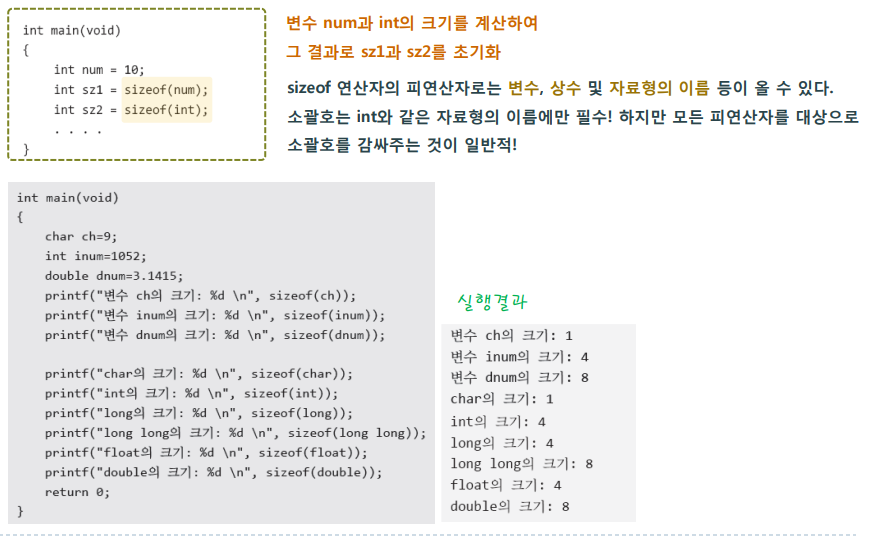 int main(void)
{
    int num = 10;
    int sz1 = sizeof(num);
    int sz2 = sizeof(int);
    . . . .
}
변수 num과 int의 크기를 계산하여
그 결과로 sz1과 sz2를 초기화
sizeof 연산자의 피연산자로는 변수, 상수 및 자료형의 이름 등이 올 수 있다.
소괄호는 int와 같은 자료형의 이름에만 필수! 하지만 모든 피연산자를 대상으로
소괄호를 감싸주는 것이 일반적!
int main(void)
{
    char ch=9;
    int inum=1052;
    double dnum=3.1415;
    printf("변수 ch의 크기: %d \n", sizeof(ch));
    printf("변수 inum의 크기: %d \n", sizeof(inum));
    printf("변수 dnum의 크기: %d \n", sizeof(dnum));
    printf("char의 크기: %d \n", sizeof(char));
    printf("int의 크기: %d \n", sizeof(int));
    printf("long의 크기: %d \n", sizeof(long));
    printf("long long의 크기: %d \n", sizeof(long long));
    printf("float의 크기: %d \n", sizeof(float));
    printf("double의 크기: %d \n", sizeof(double));
    return 0;
}
실행결과
변수 ch의 크기: 1
변수 inum의 크기: 4
변수 dnum의 크기: 8
char의 크기: 1
int의 크기: 4
long의 크기: 4
long long의 크기: 8
float의 크기: 4
double의 크기: 8